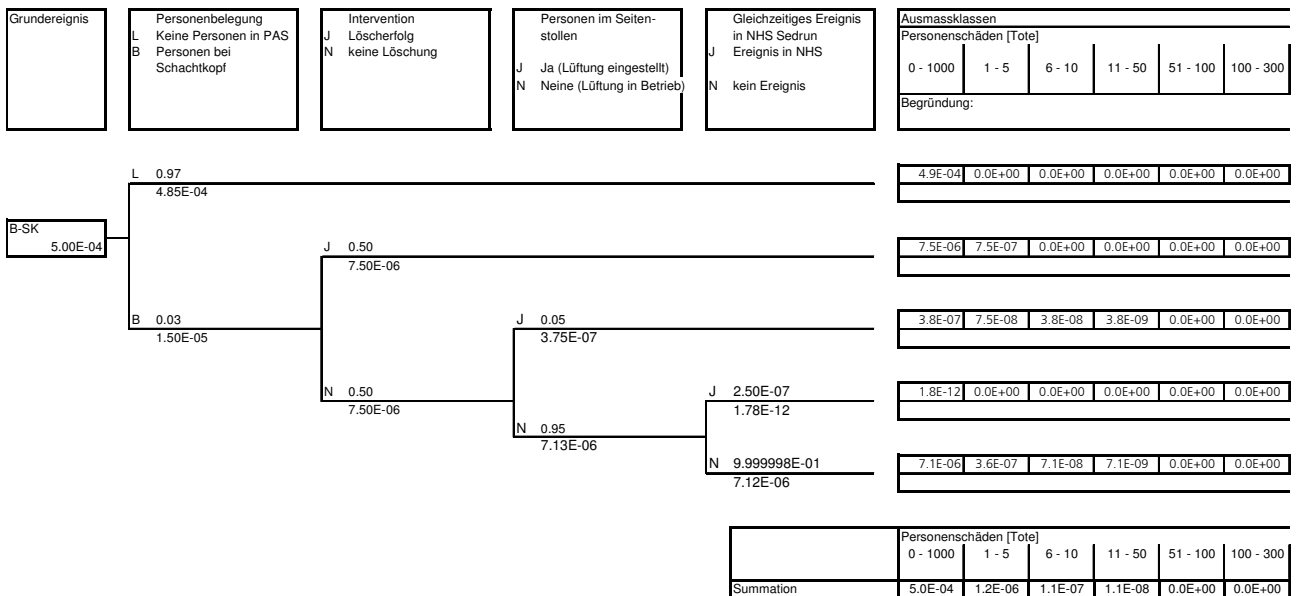 Grundereignis
Personenbelegung
L Keine Personen in PAS
B Personen bei
Schachtkopf
Intervention
J Löscherfolg
N keine Löschung
Personen im Seiten-
stollen
J Ja (Lüftung eingestellt)
N Neine (Lüftung in Betrieb)
Gleichzeitiges Ereignis
in NHS Sedrun
J Ereignis in NHS
N kein Ereignis
Ausmassklassen
Personenschäden [Tote]
0 - 1000 1 - 5 6 - 10 11 - 50 51 - 100 100 - 300
Begründung:
L 0.97
4.85E-04
4.9E-04 0.0E+00 0.0E+00 0.0E+00 0.0E+00 0.0E+00
B-SK
5.00E-04
J 0.50
7.50E-06
7.5E-06 7.5E-07 0.0E+00 0.0E+00 0.0E+00 0.0E+00
B 0.03
1.50E-05
J 0.05
3.75E-07
3.8E-07 7.5E-08 3.8E-08 3.8E-09 0.0E+00 0.0E+00
N 0.50
7.50E-06
J 2.50E-07
1.78E-12
1.8E-12 0.0E+00 0.0E+00 0.0E+00 0.0E+00 0.0E+00
N 0.95
7.13E-06
N 9.999998E-01
7.12E-06
7.1E-06 3.6E-07 7.1E-08 7.1E-09 0.0E+00 0.0E+00
Personenschäden [Tote]
0 - 1000 1 - 5 6 - 10 11 - 50 51 - 100 100 - 300
Summation 5.0E-04 1.2E-06 1.1E-07 1.1E-08 0.0E+00 0.0E+00